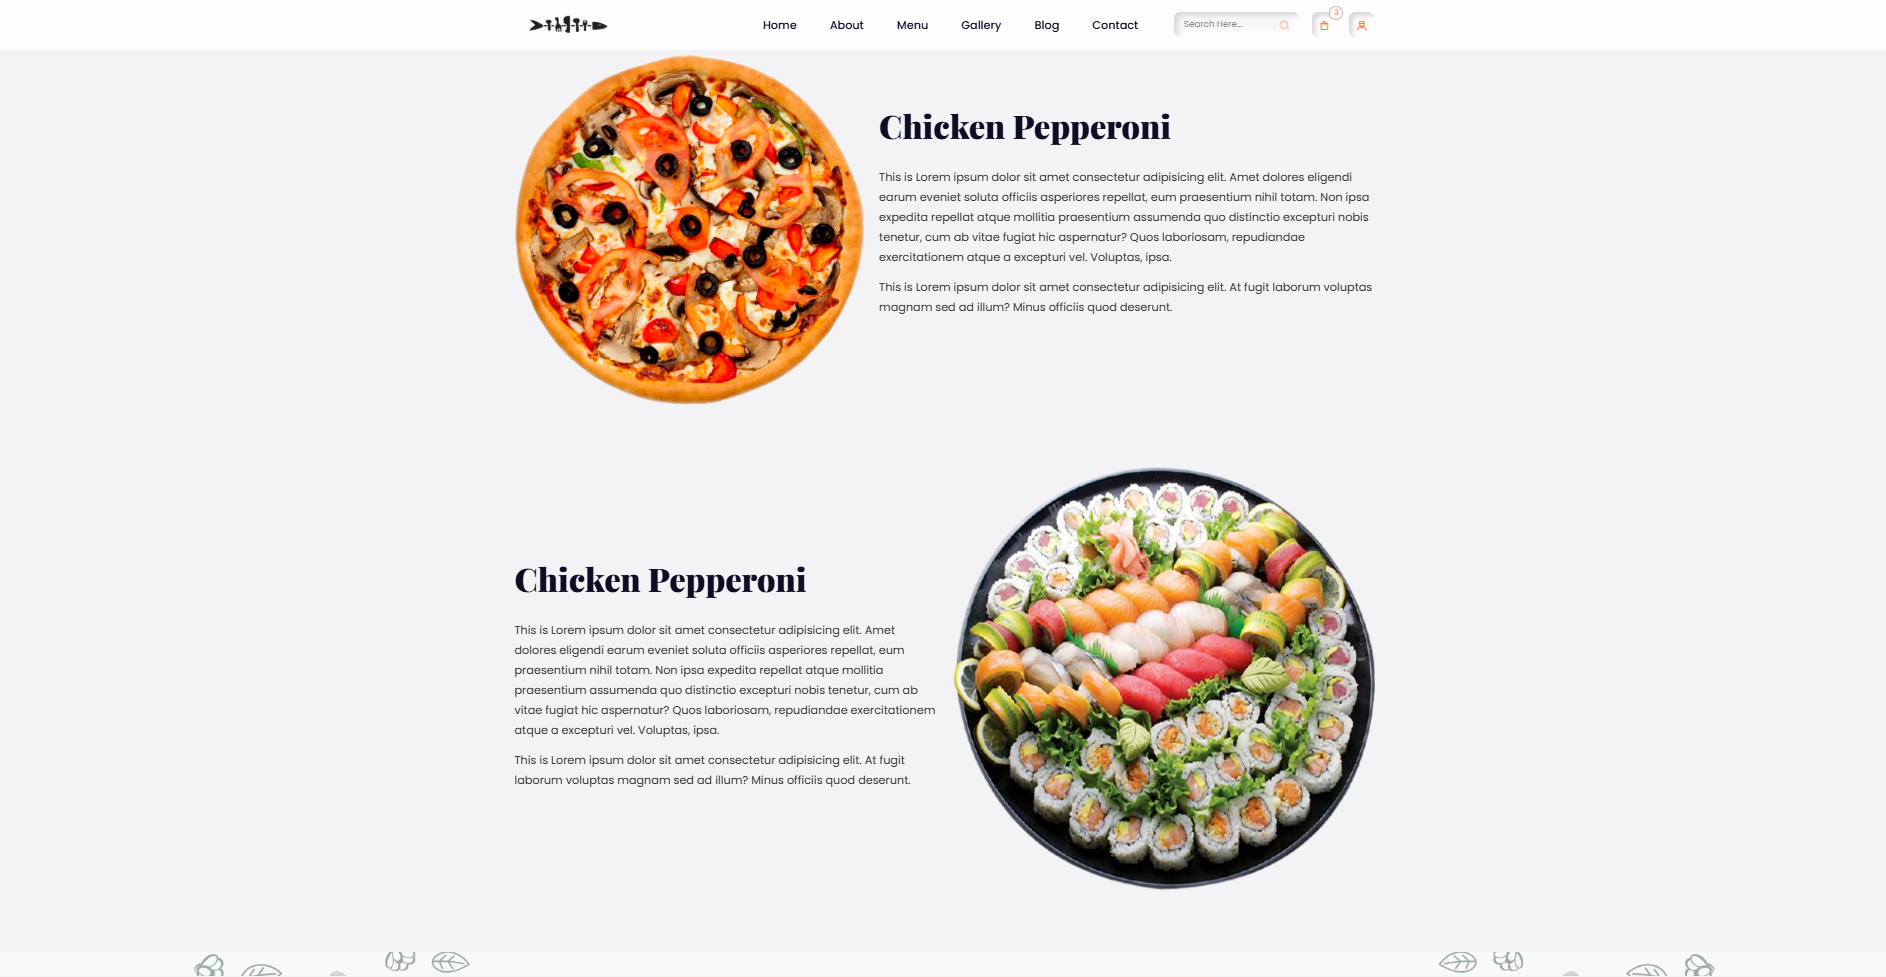 Home About Menu Gallery Blog Contact Search Here... 3
Chicken Pepperoni
This is Lorem ipsum dolor sit amet consectetur adipisicing elit. Amet dolores eligendi
earum eveniet soluta officiis asperiores repellat, eum praesentium nihil totam. Non ipsa
expedita repellat atque mollitia praesentium assumenda quo distinctio excepturi nobis
tenetur, cum ab vitae fugiat hic aspernatur? Quos laboriosam, repudiandae
exercitationem atque a excepturi vel. Voluptas, ipsa.
This is Lorem ipsum dolor sit amet consectetur adipisicing elit. At fugit laborum voluptas
magnam sed ad illum? Minus officiis quod deserunt.
Chicken Pepperoni
This is Lorem ipsum dolor sit amet consectetur adipisicing elit. Amet
dolores eligendi earum eveniet soluta officiis asperiores repellat, eum
praesentium nihil totam. Non ipsa expedita repellat atque mollitia
praesentium assumenda quo distinctio excepturi nobis tenetur, cum ab
vitae fugiat hic aspernatur? Quos laboriosam, repudiandae exercitationem
atque a excepturi vel. Voluptas, ipsa.
This is Lorem ipsum dolor sit amet consectetur adipisicing elit. At fugit
laborum voluptas magnam sed ad illum? Minus officiis quod deserunt.